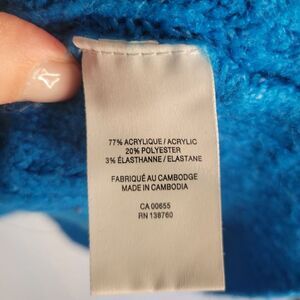 77% ACRYLIQUE / ACRYLIC
20% POLYESTER
3% ÉLASTHANNE / ELASTANE
FABRIQUÉ AU CAMBODGE
MADE IN CAMBODIA
CA 00655
RN 138760